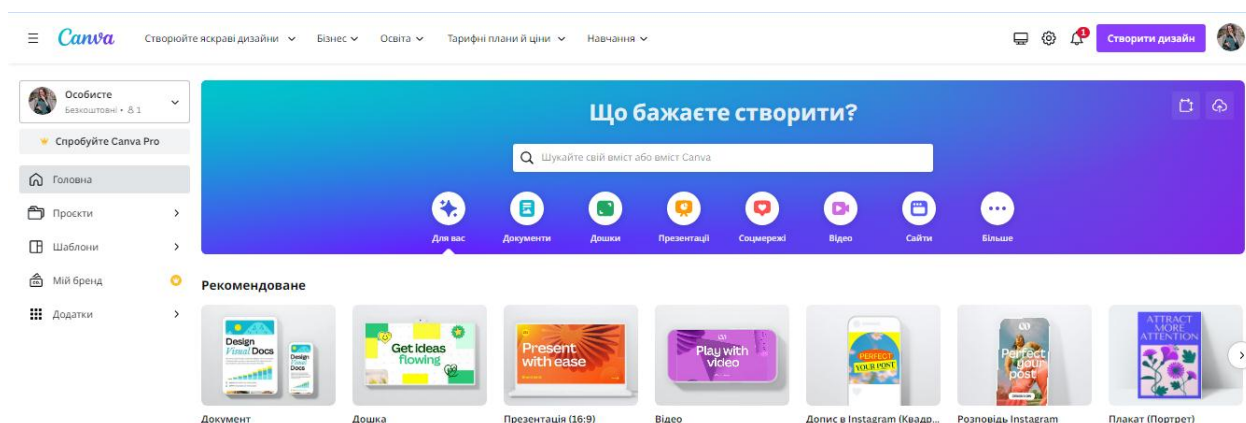 Canva
Створюйте яскраві дизайни
Бізнес
Освіта
Тарифні плани й ціни
Навчання
1
Створити дизайн
Особисте
Безкоштовні • 1
Спробуйте Canva Pro
Головна
Проєкти
Шаблони
Мій бренд
Додатки
Що бажаєте створити?
Шукайте свій вміст або вміст Canva
Для вас
Документи
Дошки
Презентації
Соцмережі
Відео
Сайти
Більше
Рекомендоване
Design
Visual Docs
Design
Visual
Docs
Get ideas
flowing
Present
with ease
Play with
video
PERFECT
YOUR POST
Perfect
your
post
ATTRACT
MORE
ATTENTION
Документ
Дошка
Презентація (16:9)
Відео
Допис в Instagram (Квадр...
Розповідь Instagram
Плакат (Портрет)